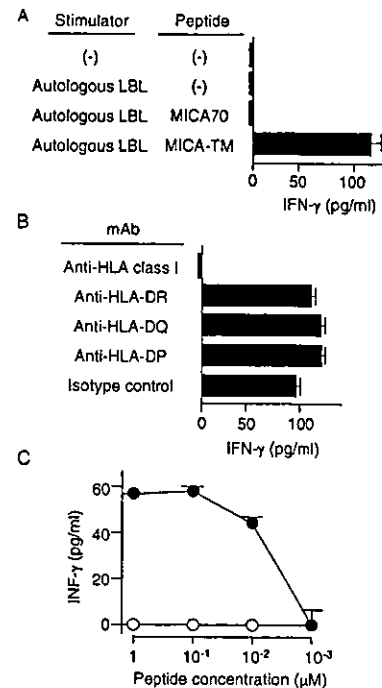 A
Stimulator Peptide
(-) (-)
Autologous LBL (-)
Autologous LBL MICA70
Autologous LBL MICA-TM
0 50 100
IFN-γ (pg/ml)
B
mAb
Anti-HLA class I
Anti-HLA-DR
Anti-HLA-DQ
Anti-HLA-DP
Isotype control
0 50 100
IFN-γ (pg/ml)
C
60
40
20
0
INF-γ (pg/ml)
1 10⁻¹ 10⁻² 10⁻³
Peptide concentration (μM)